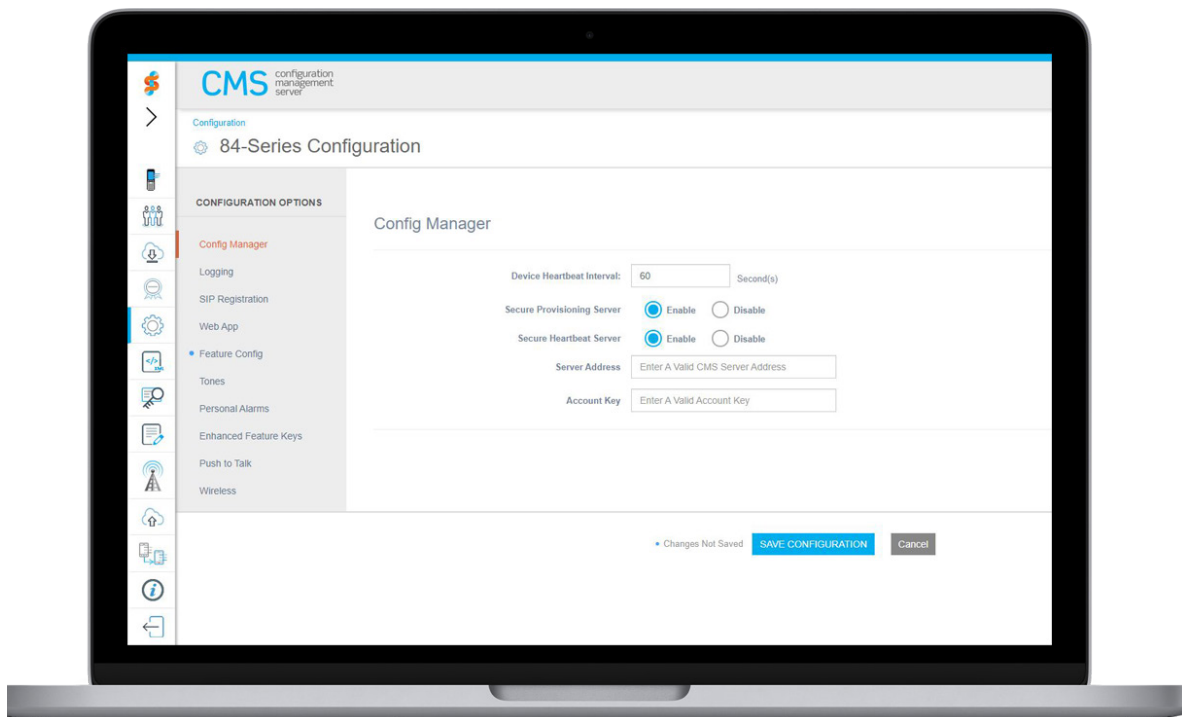 CMS configuration
management
server
Configuration
84-Series Configuration
CONFIGURATION OPTIONS
Config Manager
Logging
SIP Registration
Web App
Feature Config
Tones
Personal Alarms
Enhanced Feature Keys
Push to Talk
Wireless
Config Manager
Device Heartbeat Interval: 60 Second(s)
Secure Provisioning Server Enable Disable
Secure Heartbeat Server Enable Disable
Server Address Enter A Valid CMS Server Address
Account Key Enter A Valid Account Key
• Changes Not Saved SAVE CONFIGURATION Cancel